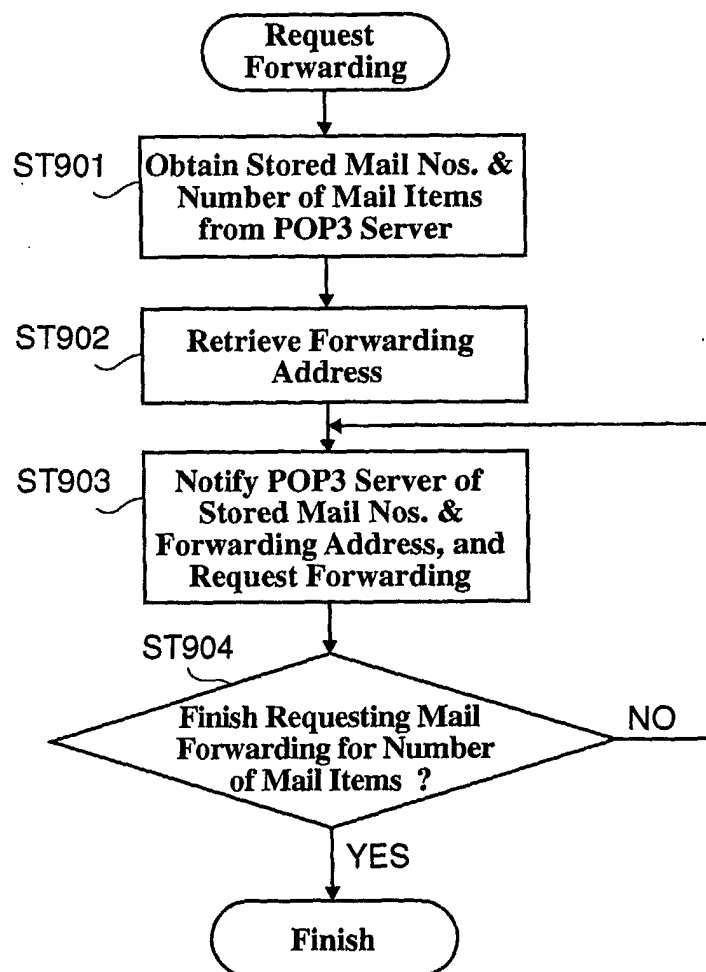 Request
Forwarding
ST901
Obtain Stored Mail Nos. &
Number of Mail Items
from POP3 Server
ST902
Retrieve Forwarding
Address
ST903
Notify POP3 Server of
Stored Mail Nos. &
Forwarding Address, and
Request Forwarding
ST904
Finish Requesting Mail
Forwarding for Number
of Mail Items ?
NO
YES
Finish